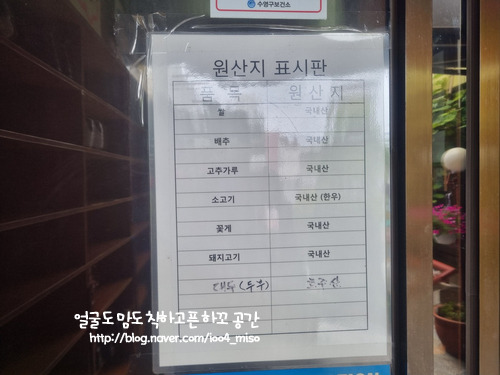 수영구보건소
원산지 표시판
품 목 원 산 지
쌀 국내산
배추 국내산
고추가루 국내산
소고기 국내산 (한우)
꽃게 국내산
돼지고기 국내산
대두 (두부)
얼굴도 맘도 착하고픈 하꼬 공간
http://blog.naver.com/ioo4_miso